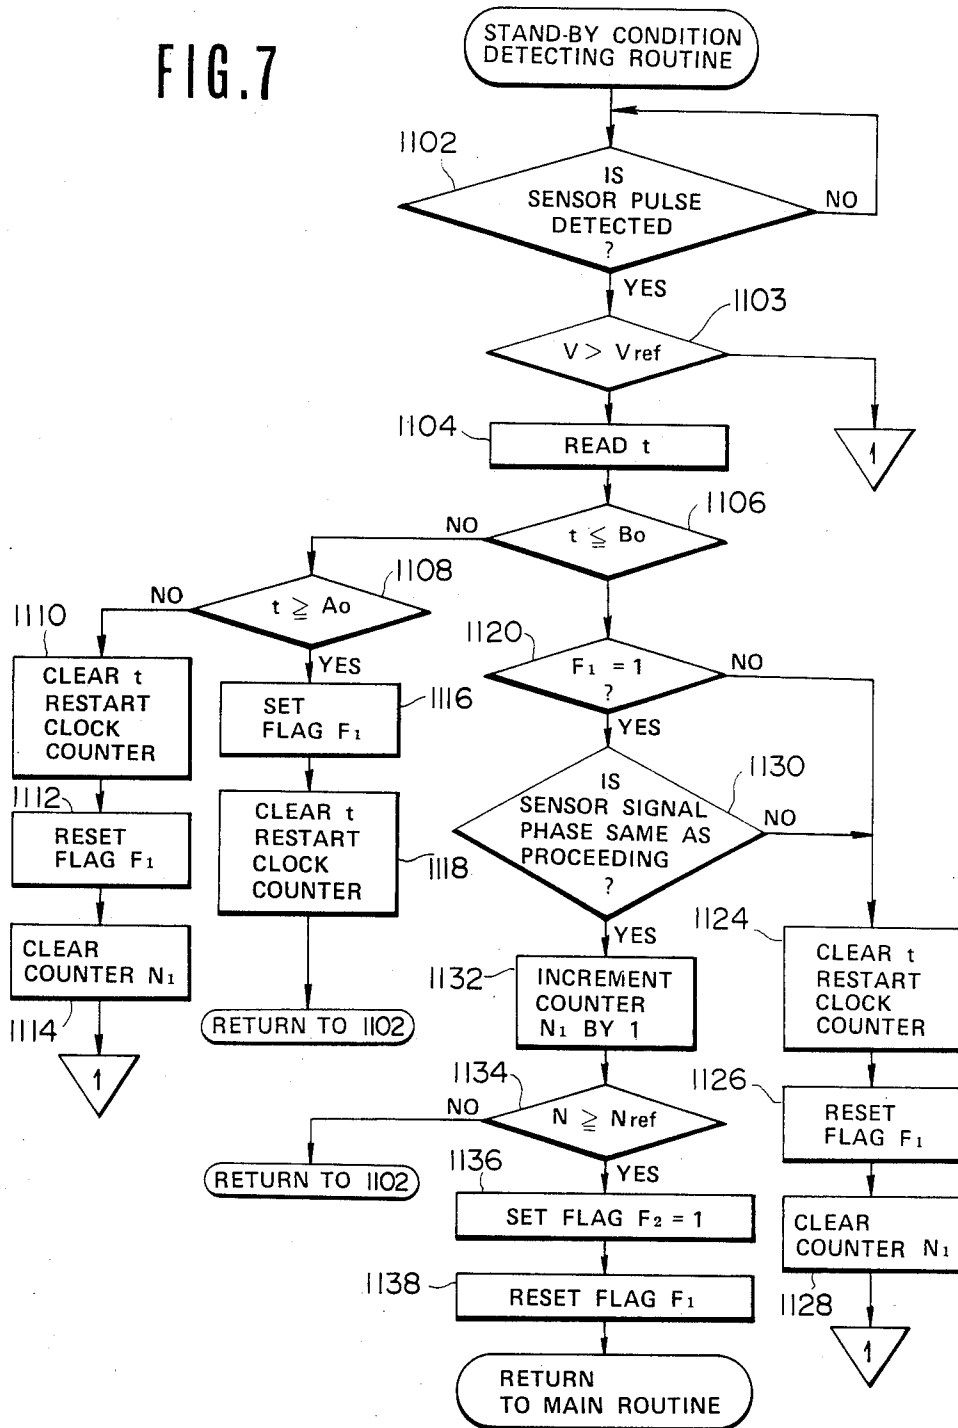 FIG.7
STAND-BY CONDITION
DETECTING ROUTINE
1102
IS
SENSOR PULSE
DETECTED
?
NO
YES
1103
V > Vref
1
1104
READ t
1106
NO
t ≦ Bo
1108
NO
t ≧ Ao
YES
1110
CLEAR t
RESTART
CLOCK
COUNTER
1112
RESET
FLAG F1
CLEAR
COUNTER N1
1114
1
1116
SET
FLAG F1
CLEAR t
RESTART
CLOCK
COUNTER
1118
RETURN TO 1102
1120
F1 = 1
?
NO
YES
1130
IS
SENSOR SIGNAL
PHASE SAME AS
PROCEEDING
?
NO
YES
1132
INCREMENT
COUNTER
N1 BY 1
1134
NO
N ≧ Nref
YES
RETURN TO 1102
1136
SET FLAG F2 = 1
1138
RESET FLAG F1
RETURN
TO MAIN ROUTINE
1124
CLEAR t
RESTART
CLOCK
COUNTER
1126
RESET
FLAG F1
CLEAR
COUNTER N1
1128
1